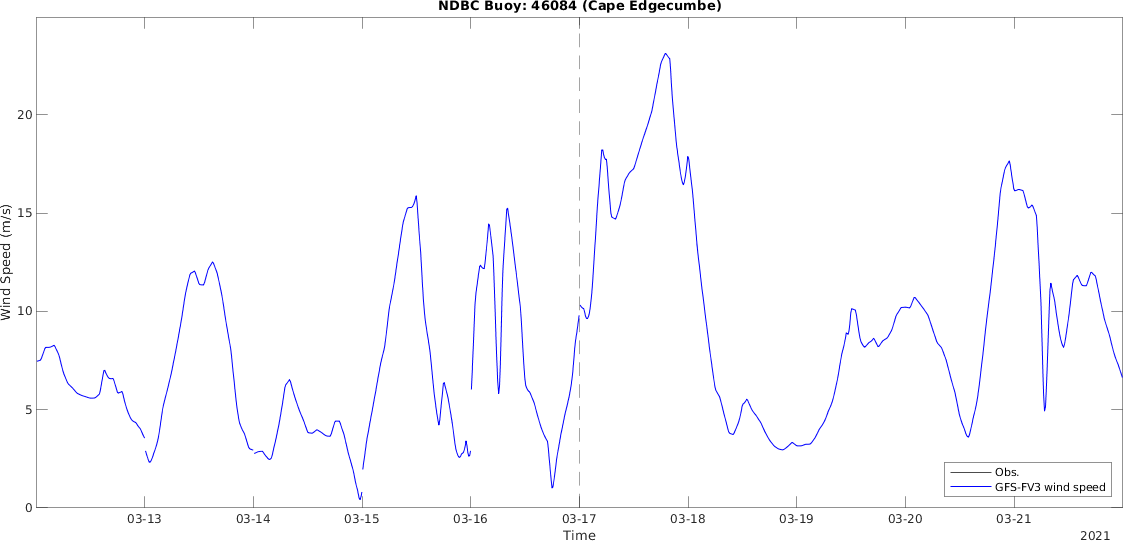 NDBC Buoy: 46084 (Cape Edgecumbe)
Wind Speed (m/s)
20
15
10
5
0
03-13 03-14 03-15 03-16 03-17 03-18 03-19 03-20 03-21
Time
2021
Obs.
GFS-FV3 wind speed